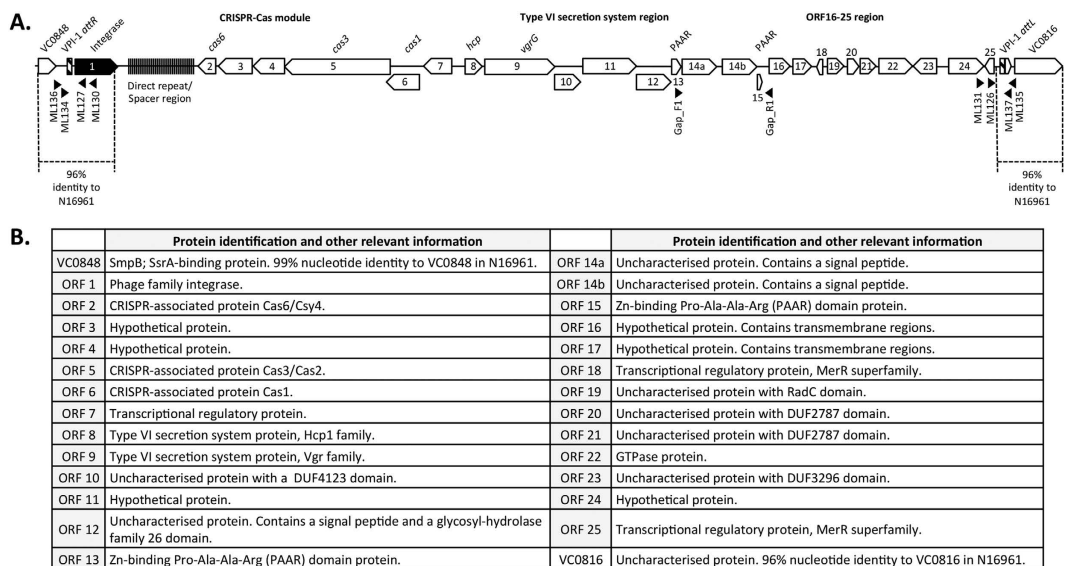 A.
CRISPR-Cas module
Type VI secretion system region
ORF16-25 region
VC0848
VPI-1 attR
Integrase
cas6
cas3
cas1
hcp
vgrG
PAAR
PAAR
VPI-1 attL
VC0816
1
2
3
4
5
6
7
8
9
10
11
12
13
14a
14b
15
16
17
18
19
20
21
22
23
24
25
Direct repeat/
Spacer region
ML136
ML134
ML127
ML130
Gap_F1
Gap_R1
ML131
ML126
ML137
ML135
96%
identity to
N16961
96%
identity to
N16961
B.
Protein identification and other relevant information
Protein identification and other relevant information
VC0848 SmpB; SsrA-binding protein. 99% nucleotide identity to VC0848 in N16961.
ORF 14a Uncharacterised protein. Contains a signal peptide.
ORF 1 Phage family integrase.
ORF 14b Uncharacterised protein. Contains a signal peptide.
ORF 2 CRISPR-associated protein Cas6/Csy4.
ORF 15 Zn-binding Pro-Ala-Ala-Arg (PAAR) domain protein.
ORF 3 Hypothetical protein.
ORF 16 Hypothetical protein. Contains transmembrane regions.
ORF 4 Hypothetical protein.
ORF 17 Hypothetical protein. Contains transmembrane regions.
ORF 5 CRISPR-associated protein Cas3/Cas2.
ORF 18 Transcriptional regulatory protein, MerR superfamily.
ORF 6 CRISPR-associated protein Cas1.
ORF 19 Uncharacterised protein with RadC domain.
ORF 7 Transcriptional regulatory protein.
ORF 20 Uncharacterised protein with DUF2787 domain.
ORF 8 Type VI secretion system protein, Hcp1 family.
ORF 21 Uncharacterised protein with DUF2787 domain.
ORF 9 Type VI secretion system protein, Vgr family.
ORF 22 GTPase protein.
ORF 10 Uncharacterised protein with a DUF4123 domain.
ORF 23 Uncharacterised protein with DUF3296 domain.
ORF 11 Hypothetical protein.
ORF 24 Hypothetical protein.
ORF 12 Uncharacterised protein. Contains a signal peptide and a glycosyl-hydrolase
family 26 domain.
ORF 25 Transcriptional regulatory protein, MerR superfamily.
ORF 13 Zn-binding Pro-Ala-Ala-Arg (PAAR) domain protein.
VC0816 Uncharacterised protein. 96% nucleotide identity to VC0816 in N16961.